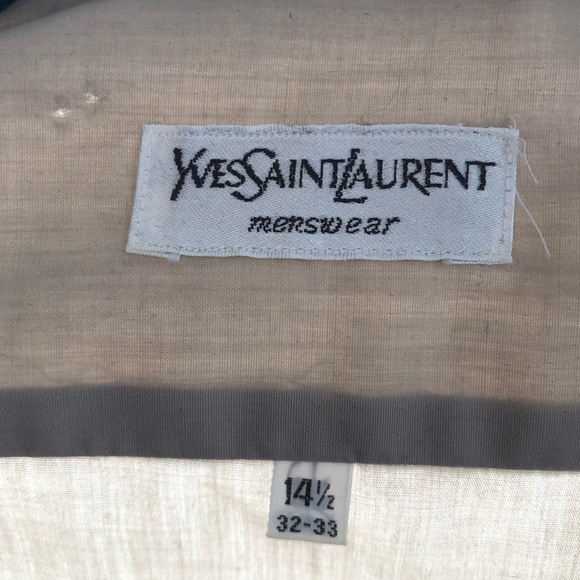 YVESSAINTLAURENT
menswear
14½
32-33